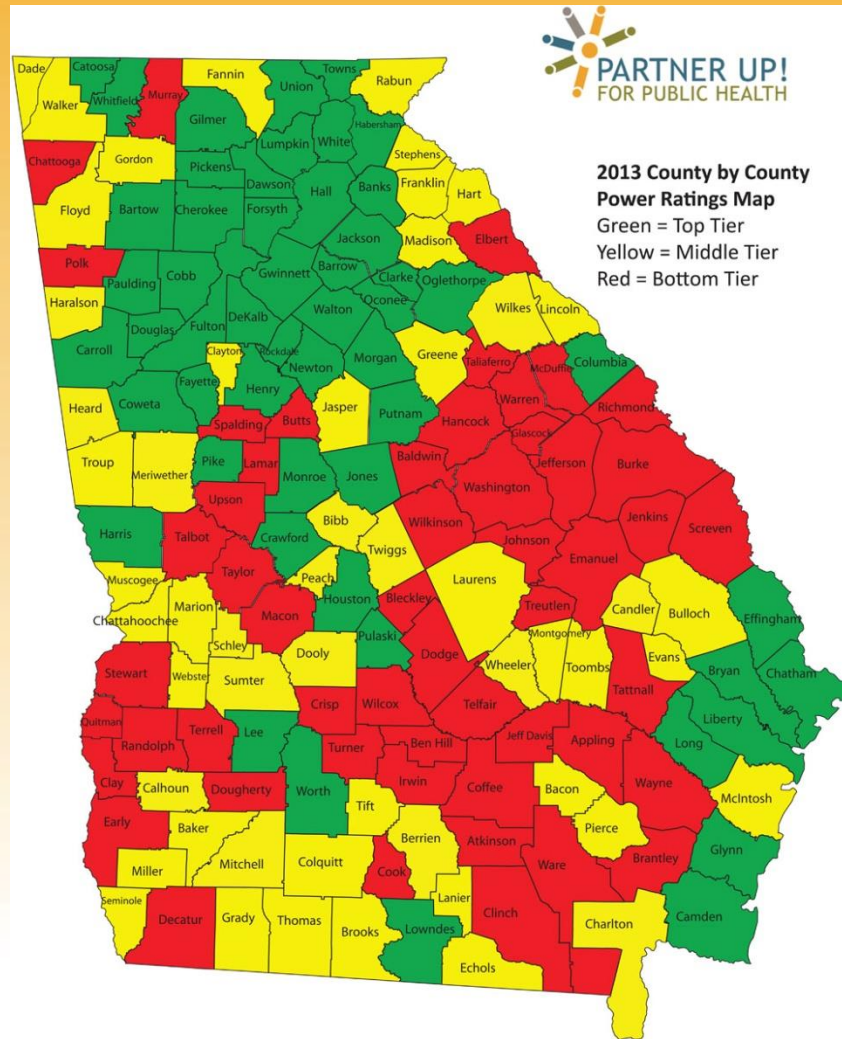 PARTNER UP!
FOR PUBLIC HEALTH
2013 County by County
Power Ratings Map
Green = Top Tier
Yellow = Middle Tier
Red = Bottom Tier
Dade
Catoosa
Walker
Whitfield
Murray
Fannin
Union
Towns
Rabun
Gilmer
Lumpkin
White
Habersham
Chattooga
Gordon
Pickens
Dawson
Stephens
Franklin
Hart
Floyd
Bartow
Cherokee
Forsyth
Hall
Banks
Madison
Elbert
Polk
Jackson
Paulding
Cobb
Gwinnett
Barrow
Clarke
Oglethorpe
Haralson
Oconee
Wilkes
Lincoln
Douglas
Fulton
DeKalb
Walton
Carroll
Clayton
Rockdale
Newton
Morgan
Greene
Taliaferro
McDuffie
Columbia
Fayette
Henry
Heard
Coweta
Jasper
Putnam
Warren
Richmond
Spalding
Butts
Hancock
Glascock
Troup
Meriwether
Pike
Lamar
Monroe
Jones
Baldwin
Jefferson
Burke
Washington
Upson
Harris
Talbot
Crawford
Bibb
Twiggs
Wilkinson
Jenkins
Screven
Johnson
Emanuel
Muscogee
Taylor
Peach
Laurens
Houston
Bleckley
Treutlen
Candler
Bulloch
Effingham
Chattahoochee
Marion
Macon
Schley
Pulaski
Dooly
Dodge
Wheeler
Montgomery
Toombs
Evans
Bryan
Chatham
Stewart
Webster
Sumter
Tattnall
Crisp
Wilcox
Telfair
Liberty
Quitman
Randolph
Terrell
Lee
Turner
Ben Hill
Jeff Davis
Appling
Long
Clay
Calhoun
Dougherty
Worth
Irwin
Coffee
Wayne
Bacon
McIntosh
Early
Baker
Tift
Pierce
Miller
Mitchell
Colquitt
Berrien
Atkinson
Ware
Brantley
Glynn
Cook
Seminole
Decatur
Grady
Thomas
Brooks
Lanier
Lowndes
Clinch
Charlton
Camden
Echols